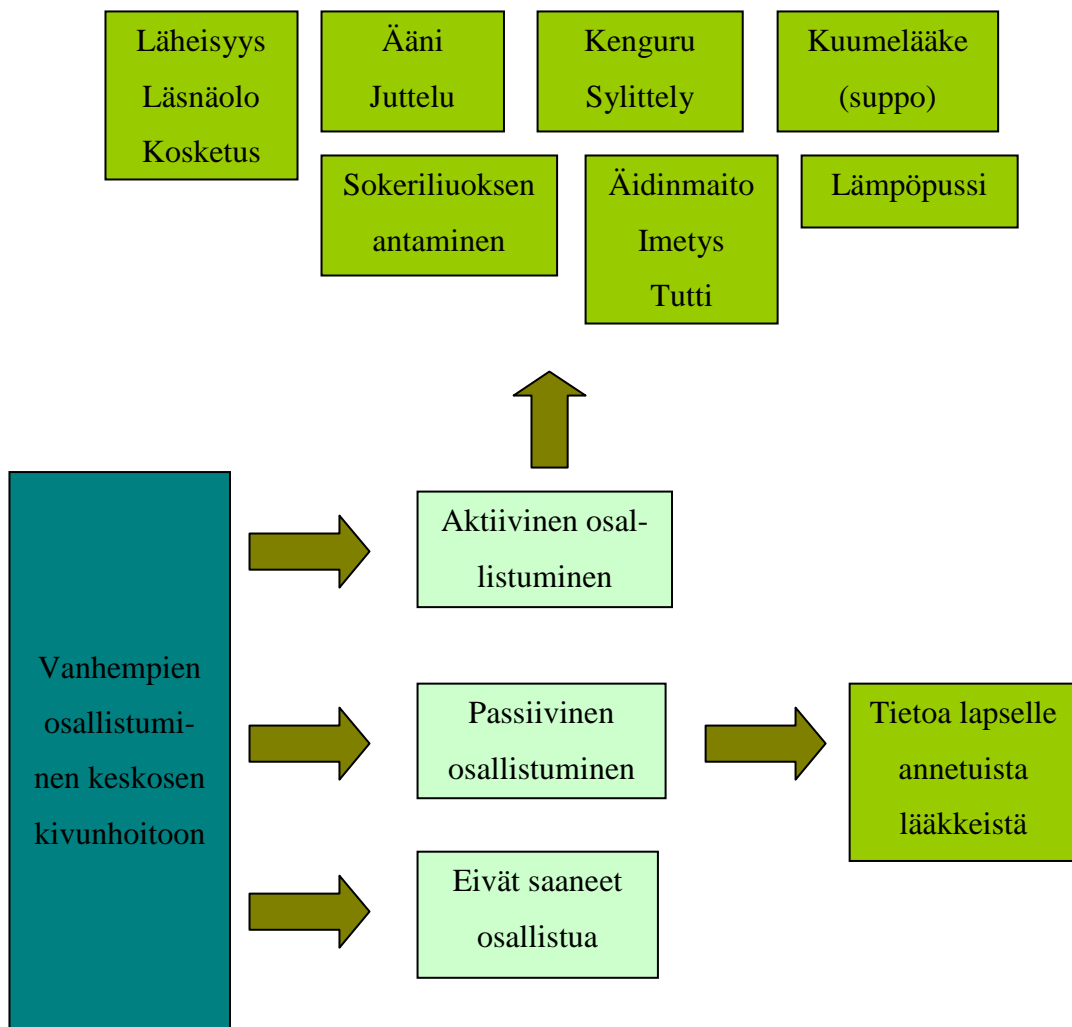 Läheisyys
Läsnäolo
Kosketus
Ääni
Juttelu
Kenguru
Sylittely
Kuumelääke
(suppo)
Sokeriliuoksen
antaminen
Äidinmaito
Imetys
Tutti
Lämpöpussi
Aktiivinen osal-
listuminen
Vanhempien
osallistumi-
nen keskosen
kivunhoitoon
Passiivinen
osallistuminen
Tietoa lapselle
annetuista
lääkkeistä
Eivät saaneet
osallistua